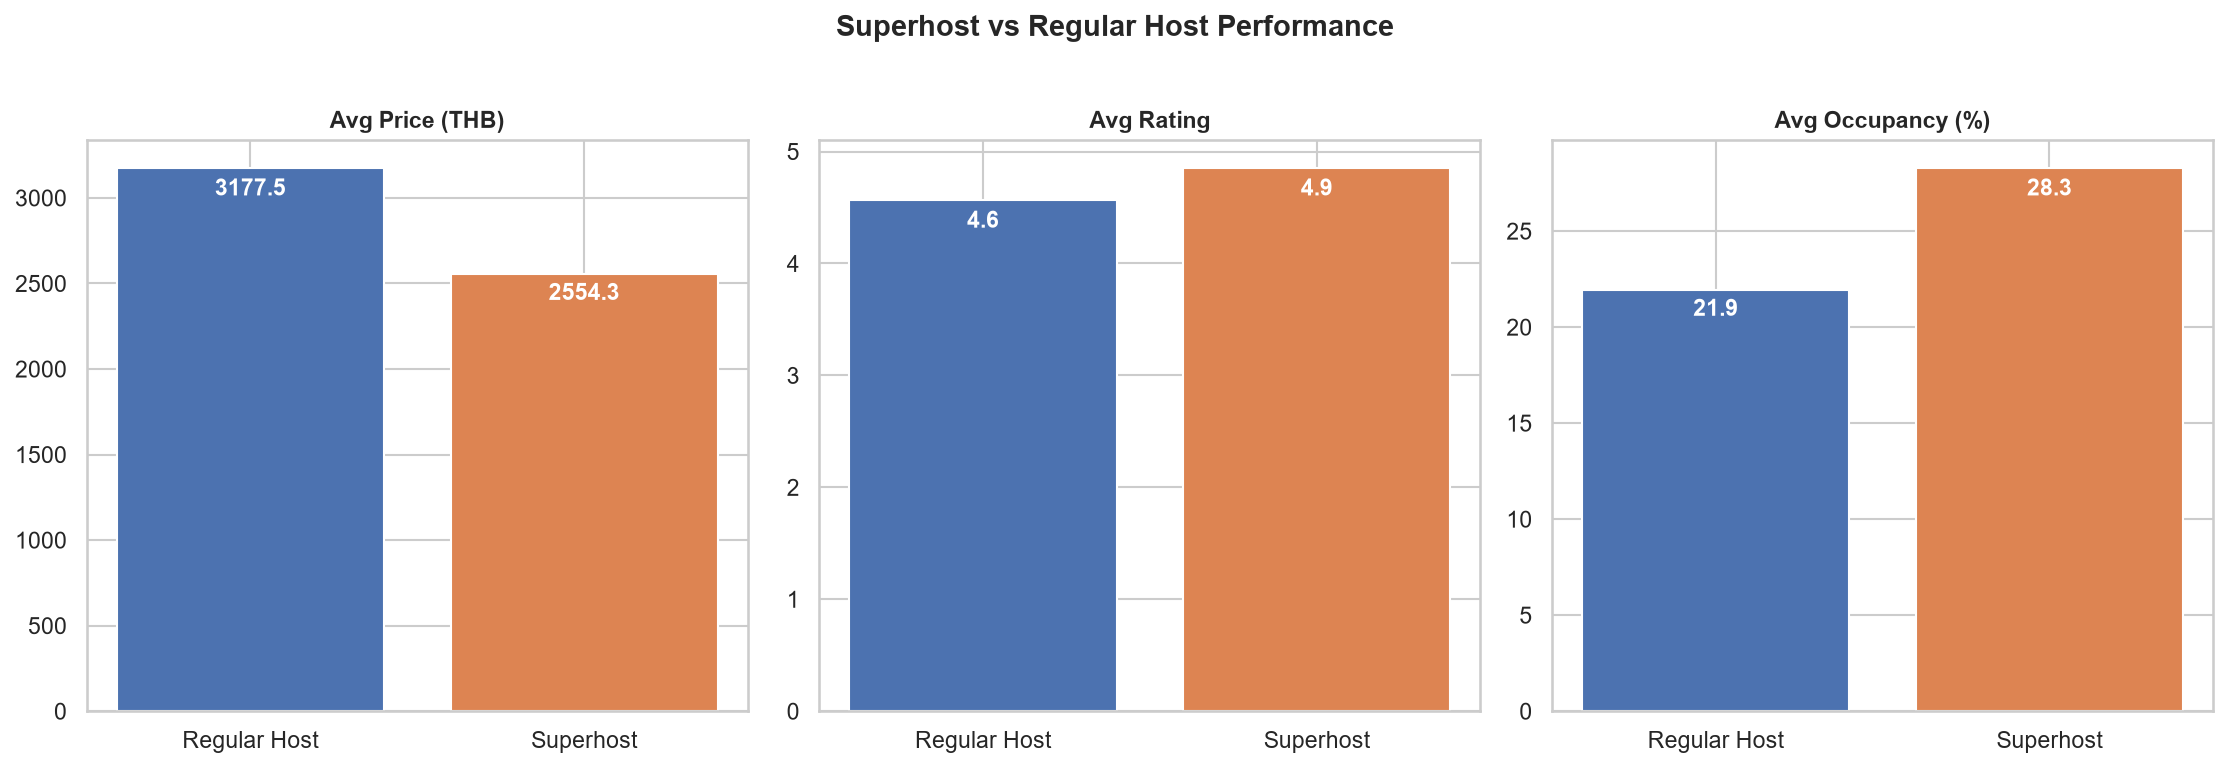 Superhost vs Regular Host Performance
Avg Price (THB)
3000
2500
2000
1500
1000
500
0
3177.5
2554.3
Regular Host
Superhost
Avg Rating
5
4
3
2
1
0
4.6
4.9
Regular Host
Superhost
Avg Occupancy (%)
25
20
15
10
5
0
21.9
28.3
Regular Host
Superhost